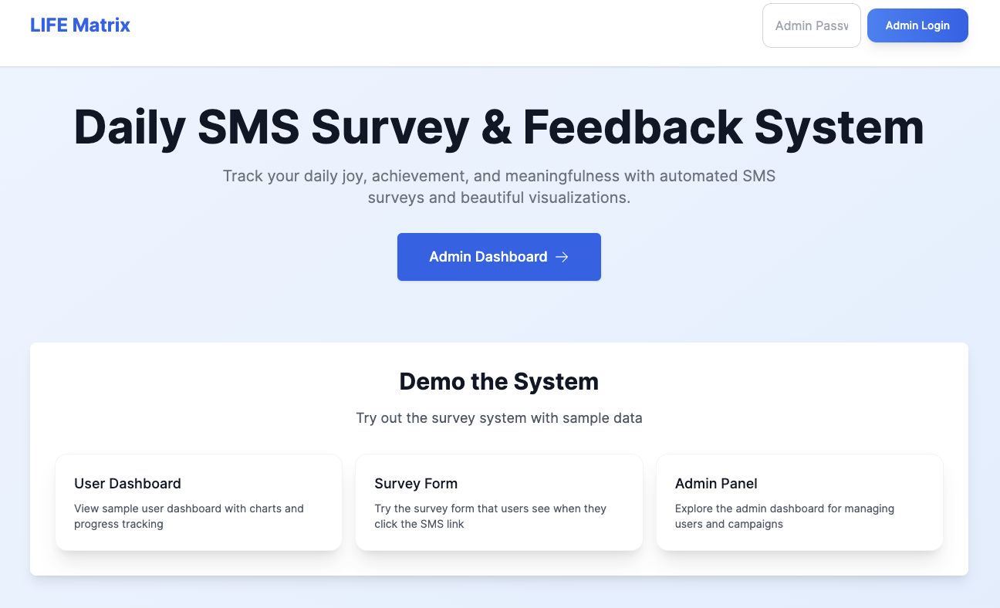 LIFE Matrix
Admin Passw
Admin Login
Daily SMS Survey & Feedback System
Track your daily joy, achievement, and meaningfulness with automated SMS
surveys and beautiful visualizations.
Admin Dashboard →
Demo the System
Try out the survey system with sample data
User Dashboard
View sample user dashboard with charts and
progress tracking
Survey Form
Try the survey form that users see when they
click the SMS link
Admin Panel
Explore the admin dashboard for managing
users and campaigns